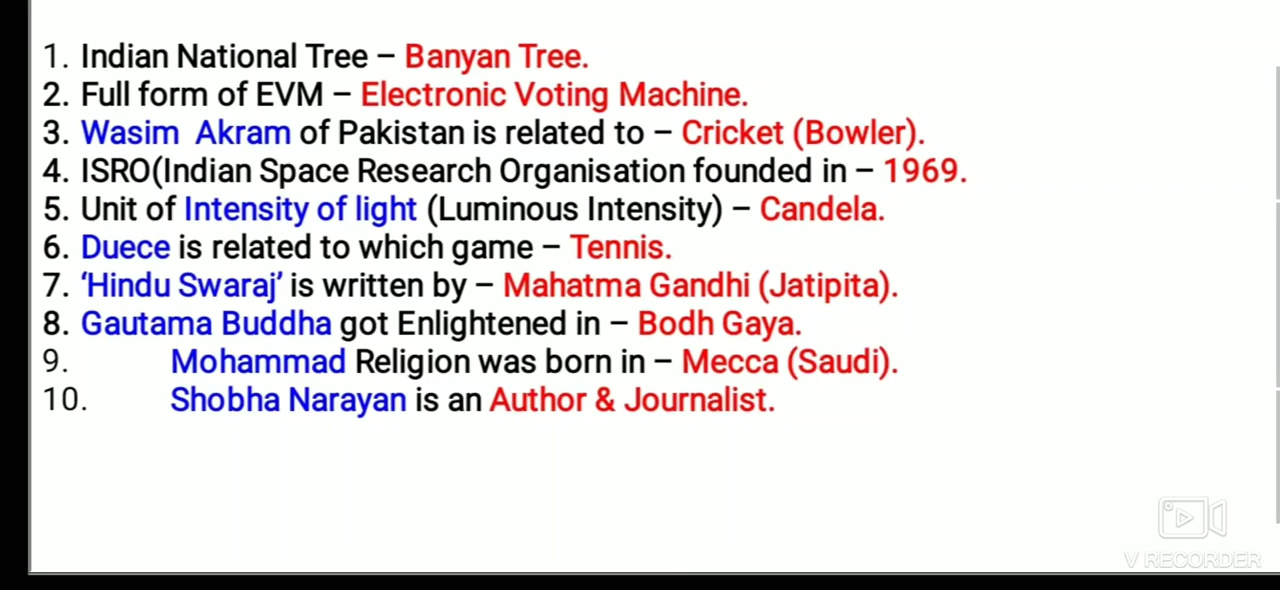 1. Indian National Tree – Banyan Tree.
2. Full form of EVM – Electronic Voting Machine.
3. Wasim Akram of Pakistan is related to – Cricket (Bowler).
4. ISRO(Indian Space Research Organisation founded in – 1969.
5. Unit of Intensity of light (Luminous Intensity) – Candela.
6. Duece is related to which game – Tennis.
7. ‘Hindu Swaraj’ is written by – Mahatma Gandhi (Jatipita).
8. Gautama Buddha got Enlightened in – Bodh Gaya.
9. Mohammad Religion was born in – Mecca (Saudi).
10. Shobha Narayan is an Author & Journalist.
V RECORDER